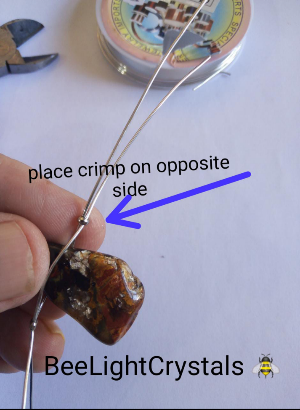 place crimp on opposite
side
BeeLightCrystals 🐝